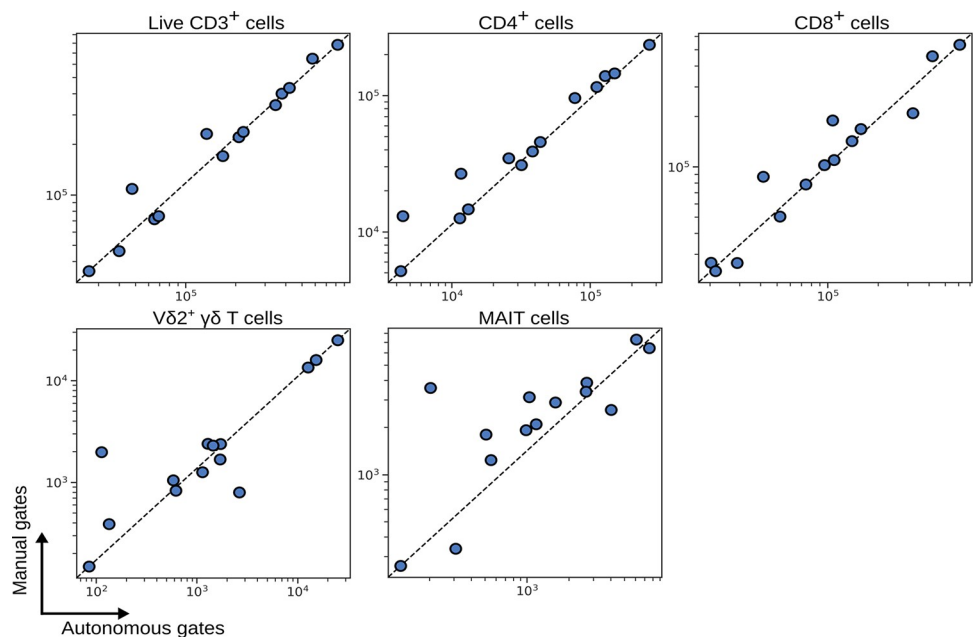 Live CD3⁺ cells
CD4⁺ cells
CD8⁺ cells
10⁵
10⁵
10⁵
10⁴
10⁵
10⁴
10⁵
10⁵
Vδ2⁺ γδ T cells
MAIT cells
10⁴
10³
10³
10²
10³
10⁴
10³
Manual gates
Autonomous gates